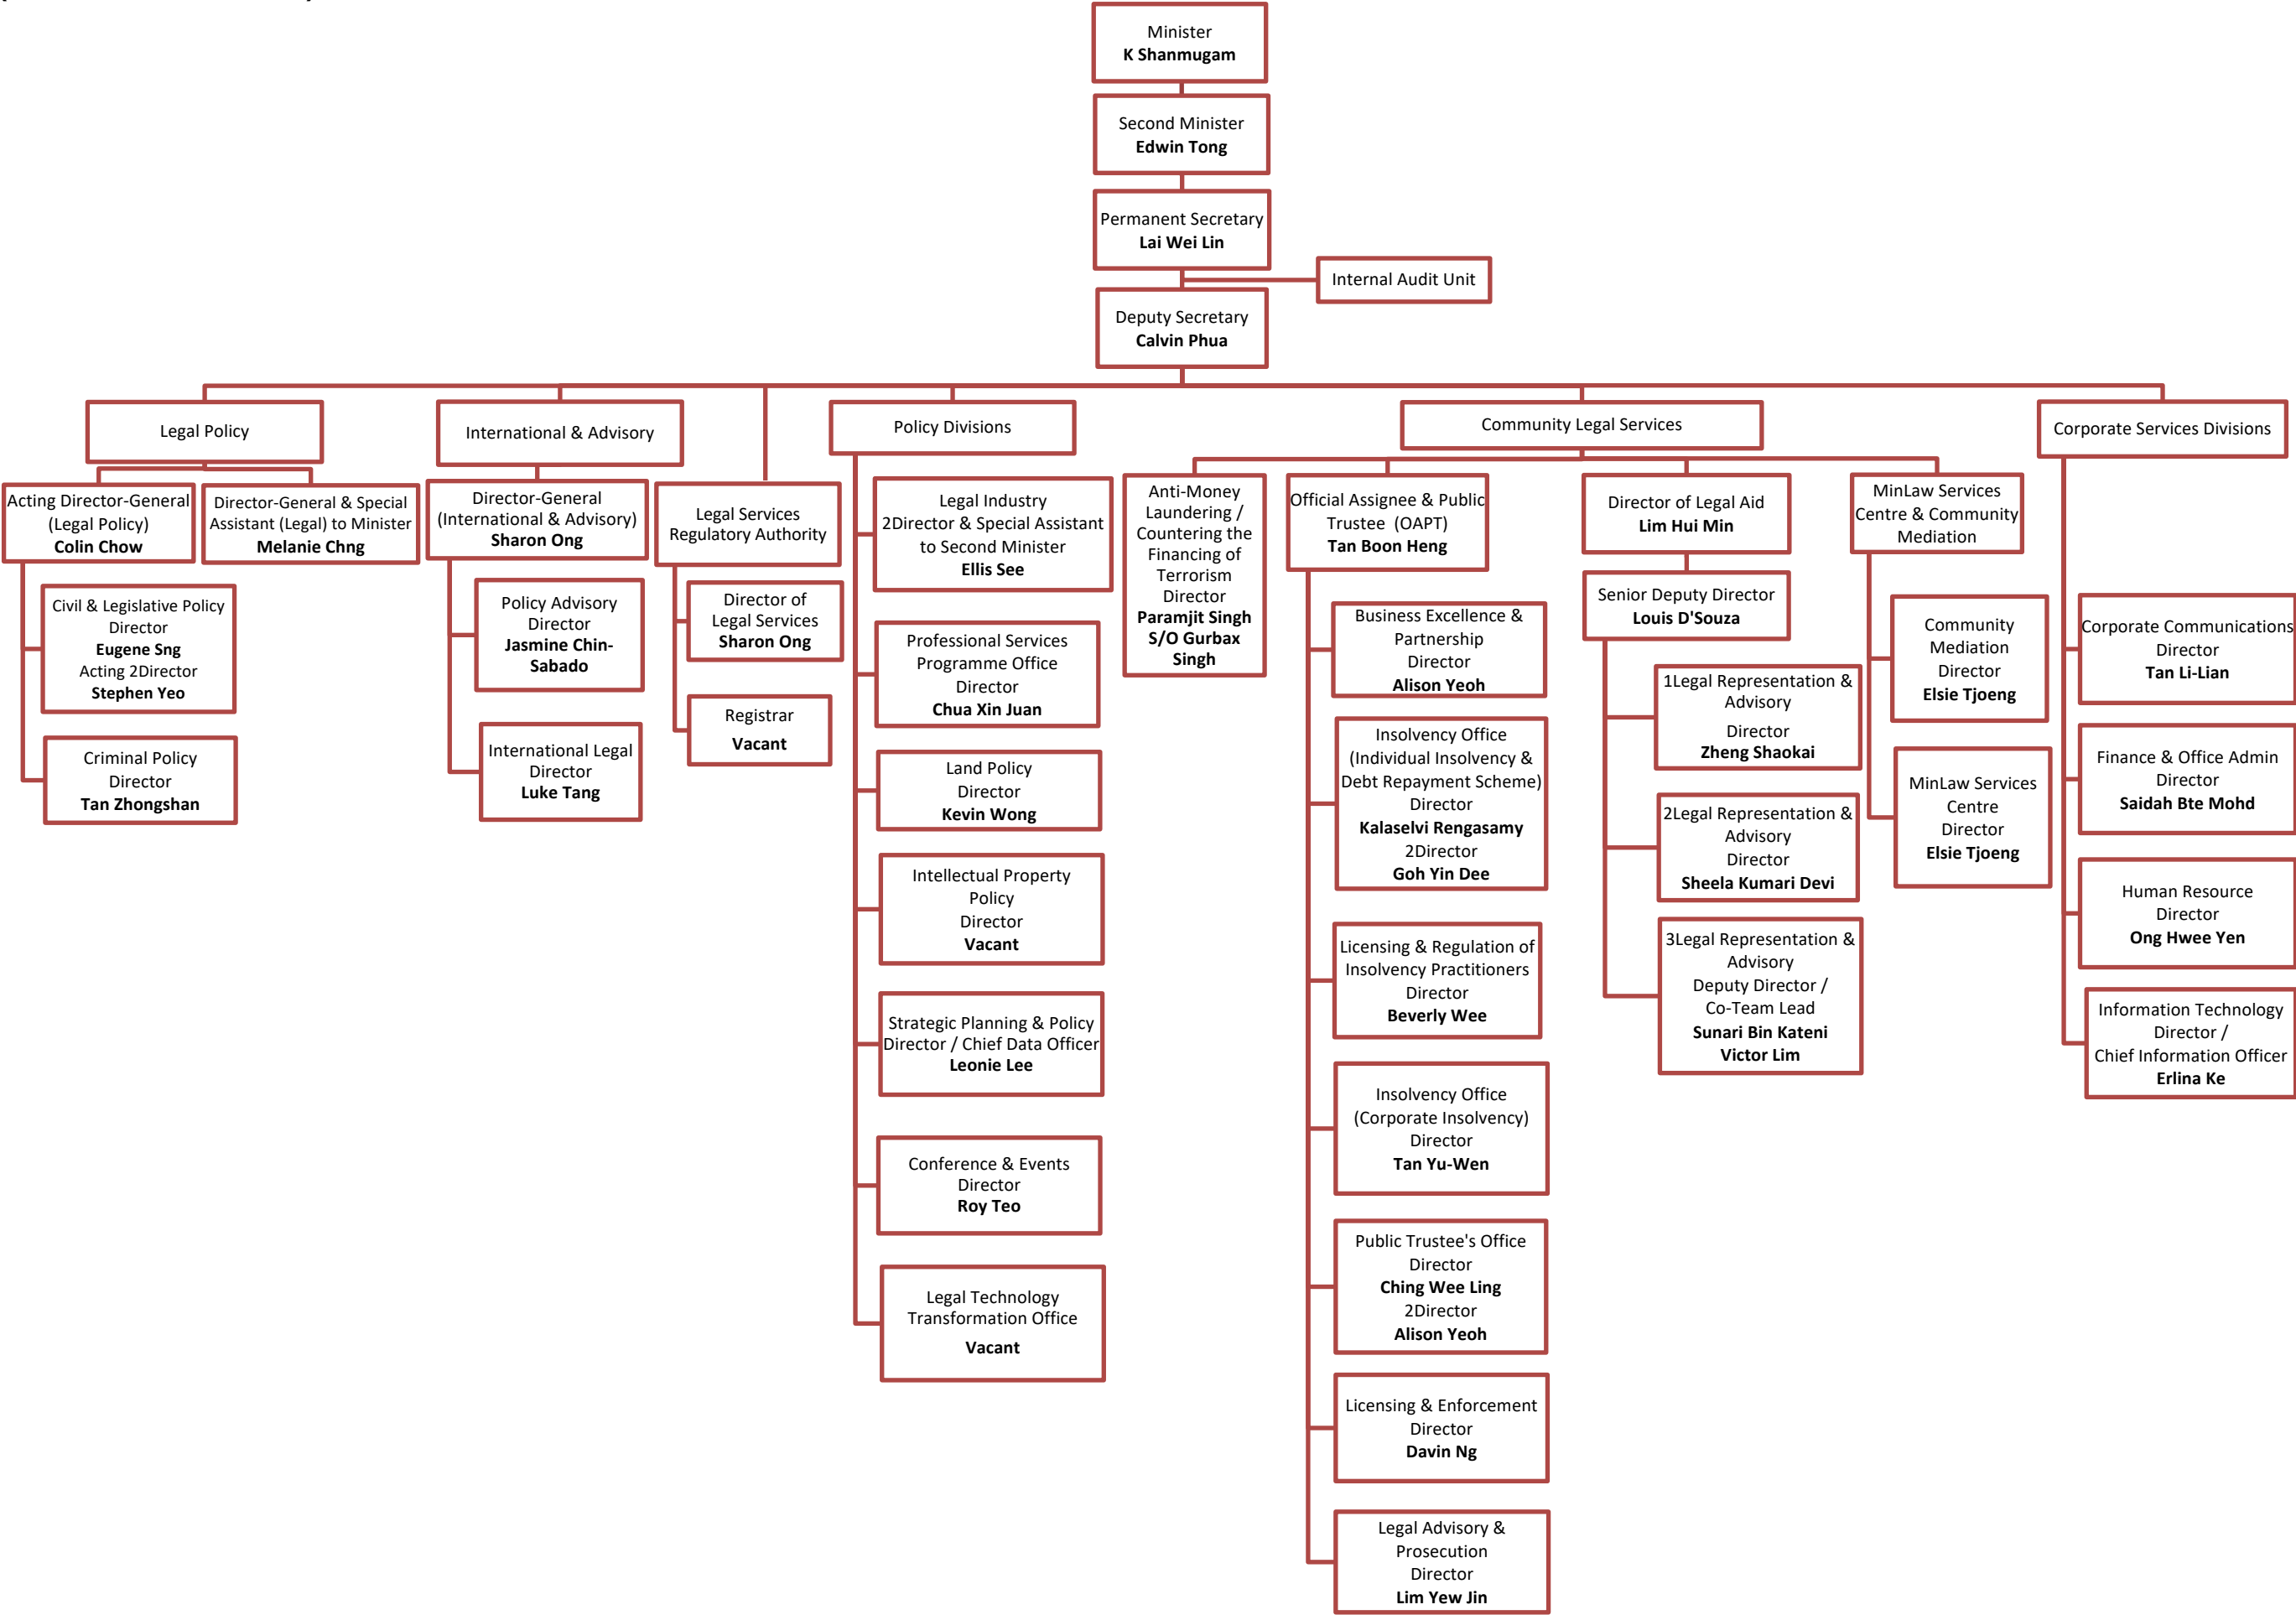 Minister
K Shanmugam
Second Minister
Edwin Tong
Permanent Secretary
Lai Wei Lin
Internal Audit Unit
Deputy Secretary
Calvin Phua
Legal Policy
International & Advisory
Policy Divisions
Community Legal Services
Corporate Services Divisions
Acting Director-General
(Legal Policy)
Colin Chow
Director-General & Special
Assistant (Legal) to Minister
Melanie Chng
Civil & Legislative Policy
Director
Eugene Sng
Acting 2Director
Stephen Yeo
Criminal Policy
Director
Tan Zhongshan
Director-General
(International & Advisory)
Sharon Ong
Policy Advisory
Director
Jasmine Chin-
Sabado
International Legal
Director
Luke Tang
Legal Services
Regulatory Authority
Director of
Legal Services
Sharon Ong
Registrar
Vacant
Legal Industry
2Director & Special Assistant
to Second Minister
Ellis See
Professional Services
Programme Office
Director
Chua Xin Juan
Land Policy
Director
Kevin Wong
Intellectual Property
Policy
Director
Vacant
Strategic Planning & Policy
Director / Chief Data Officer
Leonie Lee
Conference & Events
Director
Roy Teo
Legal Technology
Transformation Office
Vacant
Anti-Money
Laundering /
Countering the
Financing of
Terrorism
Director
Paramjit Singh
S/O Gurbax
Singh
Official Assignee & Public
Trustee (OAPT)
Tan Boon Heng
Business Excellence &
Partnership
Director
Alison Yeoh
Insolvency Office
(Individual Insolvency &
Debt Repayment Scheme)
Director
Kalaselvi Rengasamy
2Director
Goh Yin Dee
Licensing & Regulation of
Insolvency Practitioners
Director
Beverly Wee
Insolvency Office
(Corporate Insolvency)
Director
Tan Yu-Wen
Public Trustee's Office
Director
Ching Wee Ling
2Director
Alison Yeoh
Licensing & Enforcement
Director
Davin Ng
Legal Advisory &
Prosecution
Director
Lim Yew Jin
Director of Legal Aid
Lim Hui Min
Senior Deputy Director
Louis D'Souza
1Legal Representation &
Advisory
Director
Zheng Shaokai
2Legal Representation &
Advisory
Director
Sheela Kumari Devi
3Legal Representation &
Advisory
Deputy Director /
Co-Team Lead
Sunari Bin Kateni
Victor Lim
MinLaw Services
Centre & Community
Mediation
Community
Mediation
Director
Elsie Tjoeng
MinLaw Services
Centre
Director
Elsie Tjoeng
Corporate Communications
Director
Tan Li-Lian
Finance & Office Admin
Director
Saidah Bte Mohd
Human Resource
Director
Ong Hwee Yen
Information Technology
Director /
Chief Information Officer
Erlina Ke